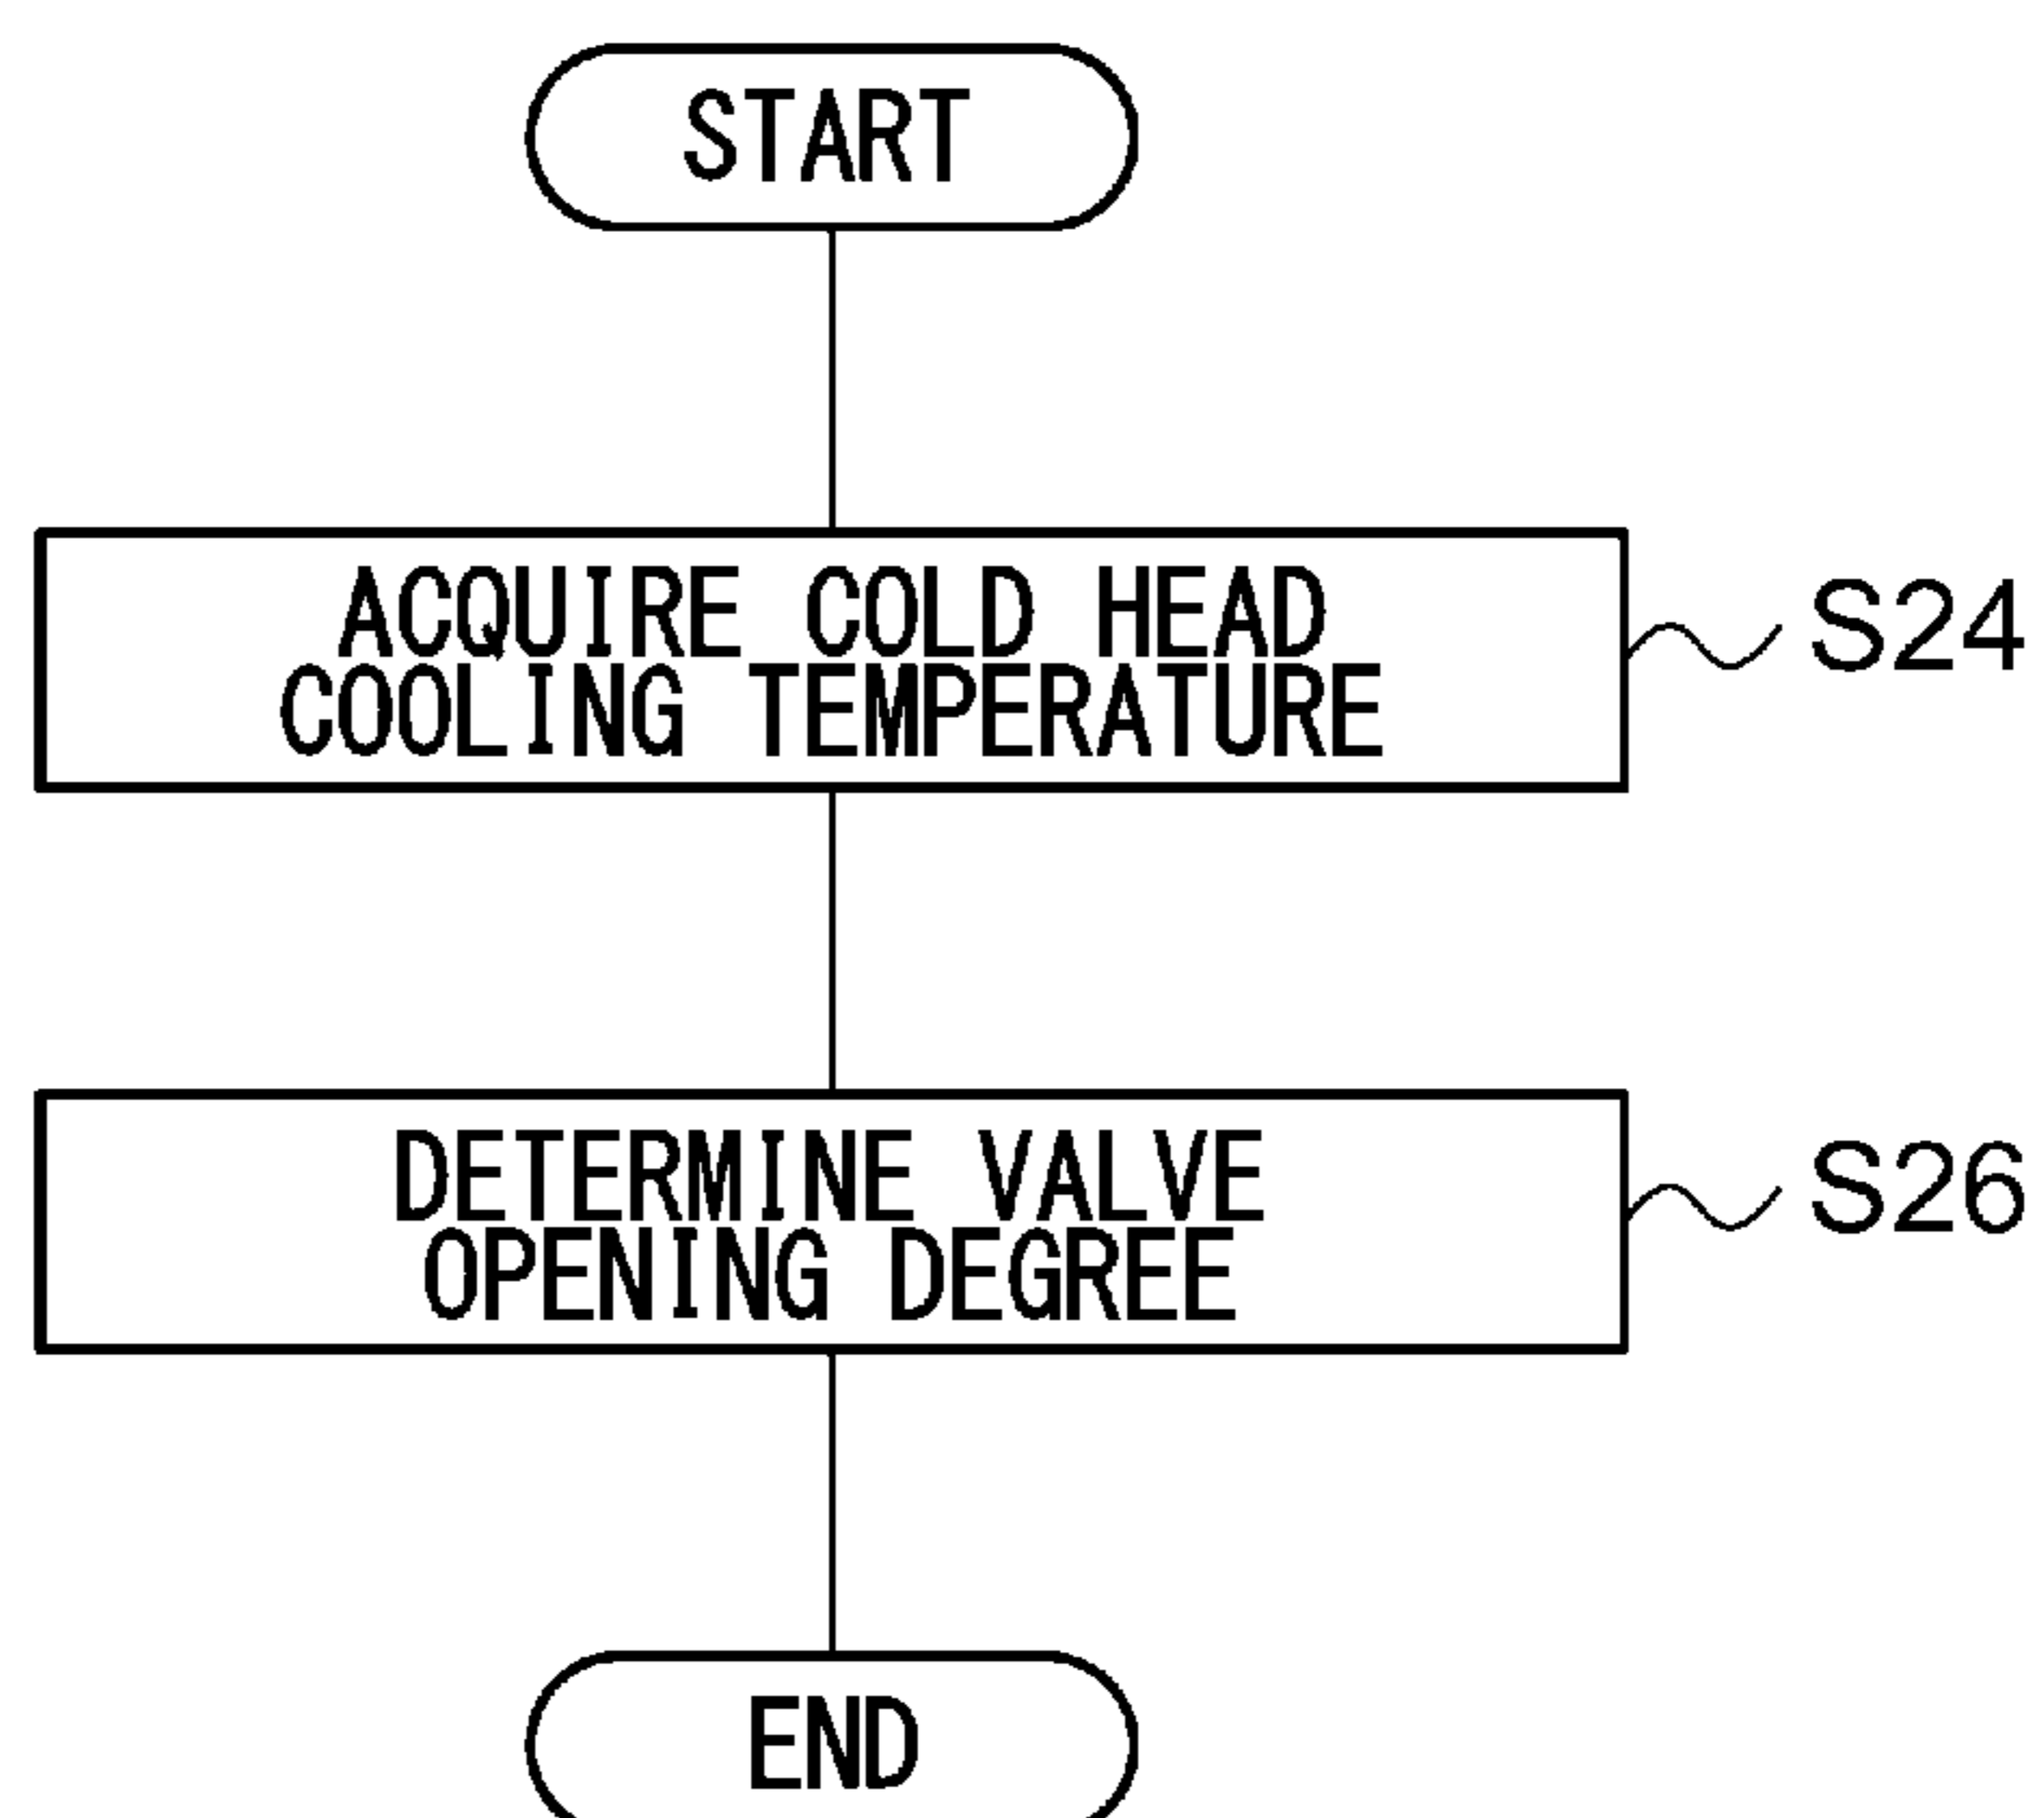 START
ACQUIRE COLD HEAD
COOLING TEMPERATURE
S24
DETERMINE VALVE
OPENING DEGREE
S26
END